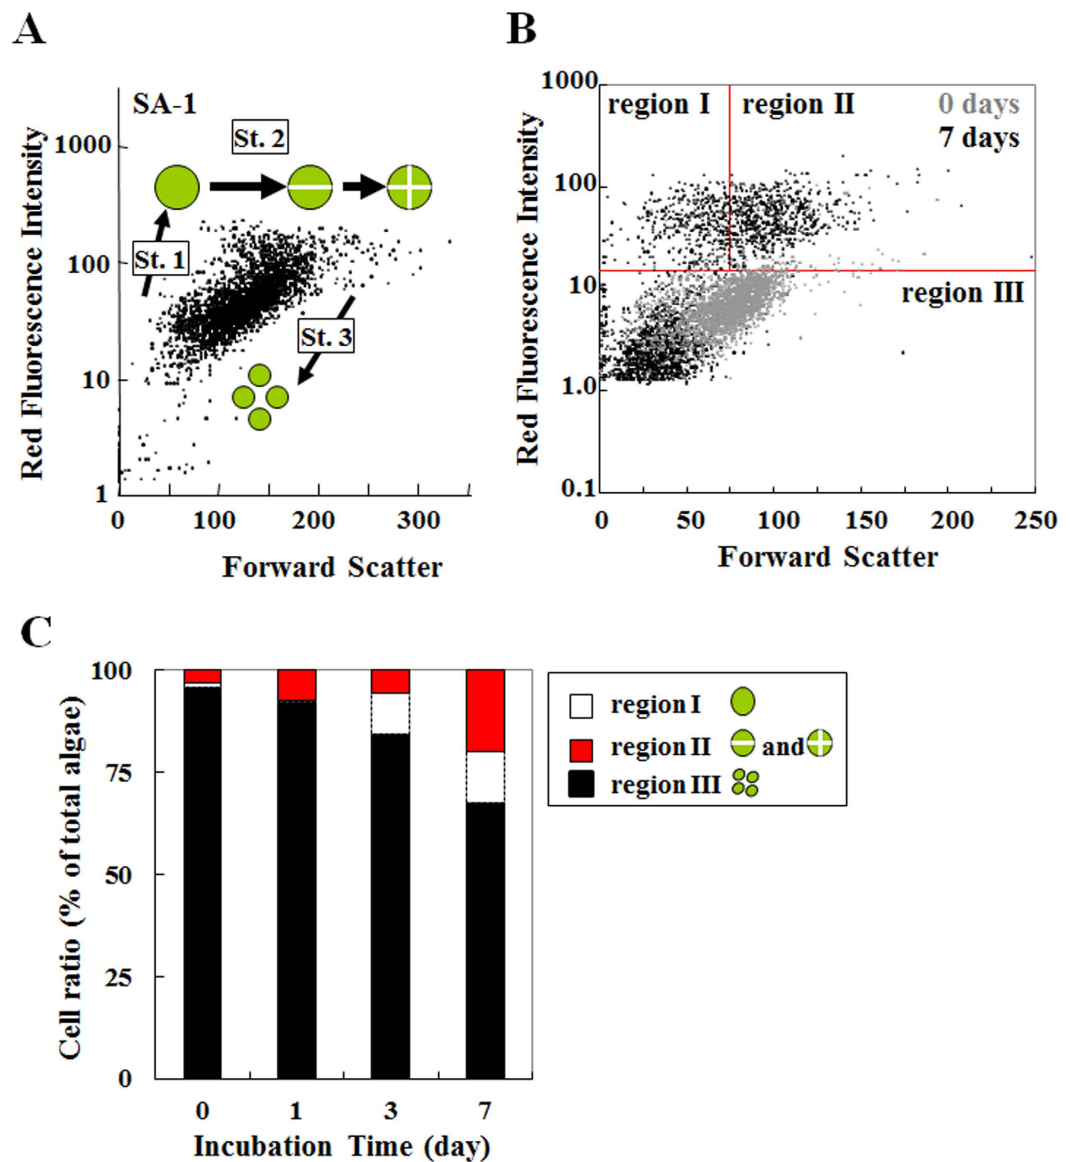 A
SA-1
St. 2
St. 1
St. 3
Red Fluorescence Intensity
1000
100
10
1
0 100 200 300
Forward Scatter
B
region I region II 0 days
7 days
region III
Red Fluorescence Intensity
1000
100
10
1.0
0.1
0 50 100 150 200 250
Forward Scatter
C
Cell ratio (% of total algae)
100
75
50
25
0
0 1 3 7
Incubation Time (day)
region I
region II and
region III